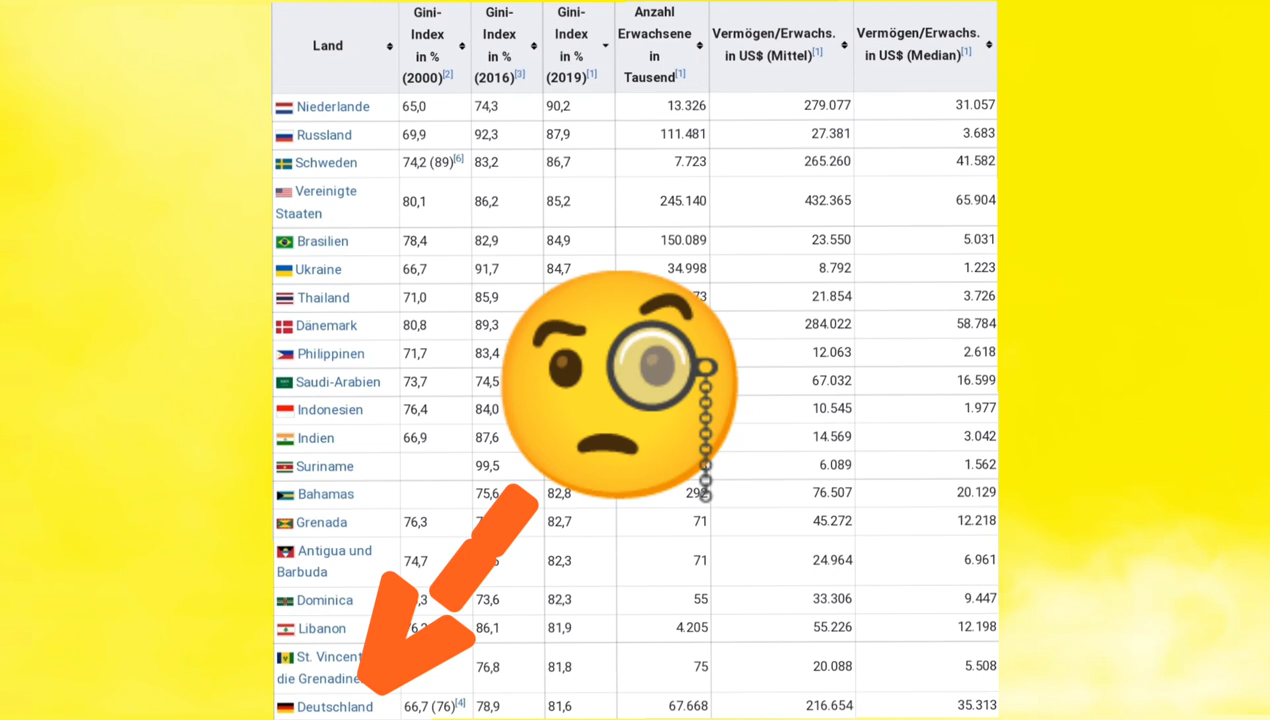 Land Gini-Index in % (2000)[2] Gini-Index in % (2016)[3] Gini-Index in % (2019)[1] Anzahl Erwachsene in Tausend[1] Vermögen/Erwachs. in US$ (Mittel)[1] Vermögen/Erwachs. in US$ (Median)[1]
Niederlande 65,0 74,3 90,2 13.326 279.077 31.057
Russland 69,9 92,3 87,9 111.481 27.381 3.683
Schweden 74,2 (89)[6] 83,2 86,7 7.723 265.260 41.582
Vereinigte Staaten 80,1 86,2 85,2 245.140 432.365 65.904
Brasilien 78,4 82,9 84,9 150.089 23.550 5.031
Ukraine 66,7 91,7 84,7 34.998 8.792 1.223
Thailand 71,0 85,9 21.854 3.726
Dänemark 80,8 89,3 284.022 58.784
Philippinen 71,7 83,4 12.063 2.618
Saudi-Arabien 73,7 74,5 67.032 16.599
Indonesien 76,4 84,0 10.545 1.977
Indien 66,9 87,6 14.569 3.042
Suriname 99,5 6.089 1.562
Bahamas 75,6 82,8 76.507 20.129
Grenada 76,3 82,7 71 45.272 12.218
Antigua und Barbuda 74,7 82,3 71 24.964 6.961
Dominica 73,6 82,3 55 33.306 9.447
Libanon 86,1 81,9 4.205 55.226 12.198
St. Vincent die 76,8 81,8 75 20.088 5.508
Deutschland 66,7 (76)[4] 78,9 81,6 67.668 216.654 35.313